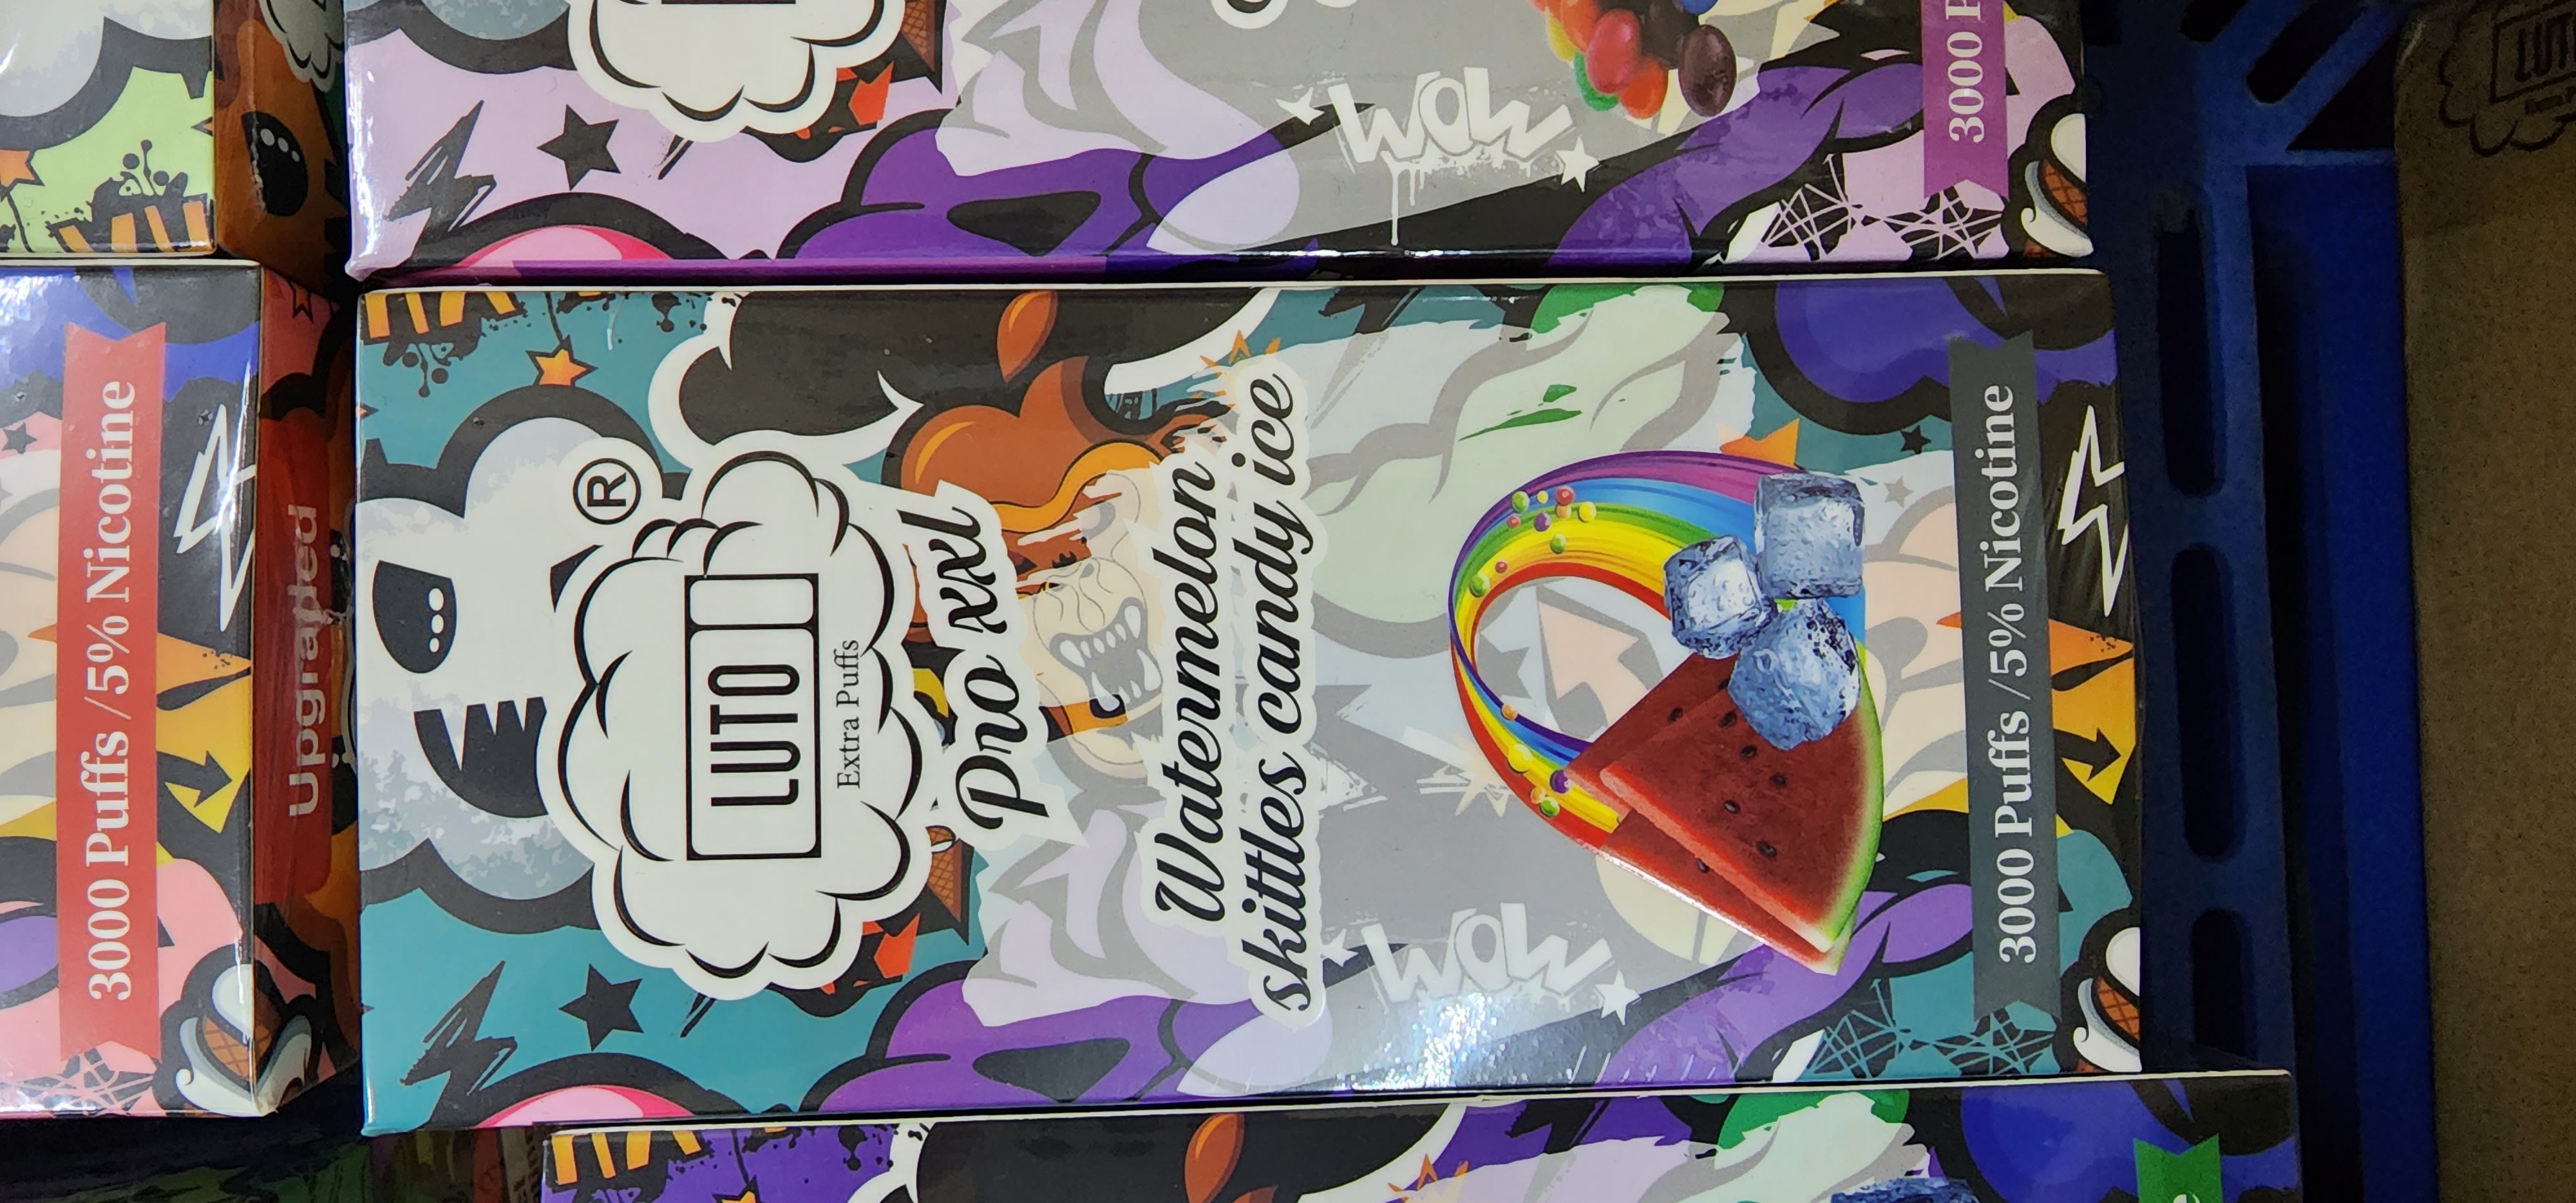 3000 Puffs /5% Nicotine
Upgraded
®
LUTO
Extra Puffs
Pro xxl
Watermelon
skittles candy ice
WOW
WOW
3000 Puffs /5% Nicotine
3000 P
e